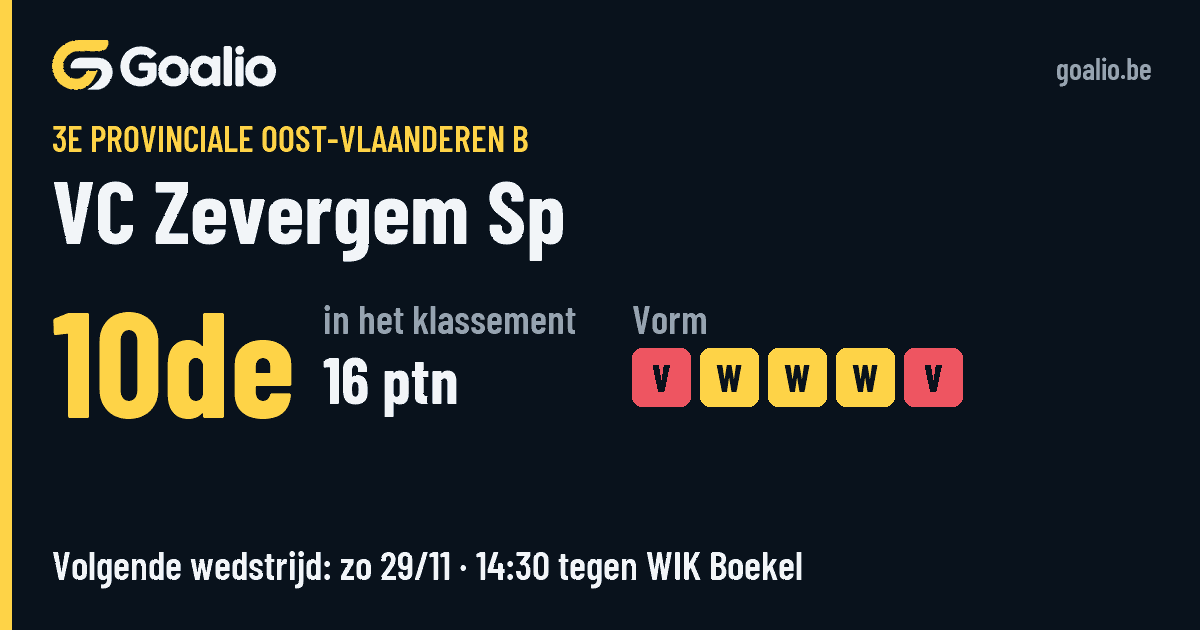 Goalio
goalio.be
3E PROVINCIALE OOST-VLAANDEREN B
VC Zevergem Sp
10de
in het klassement
16 ptn
Vorm
V W W W V
Volgende wedstrijd: zo 29/11 · 14:30 tegen WIK Boekel